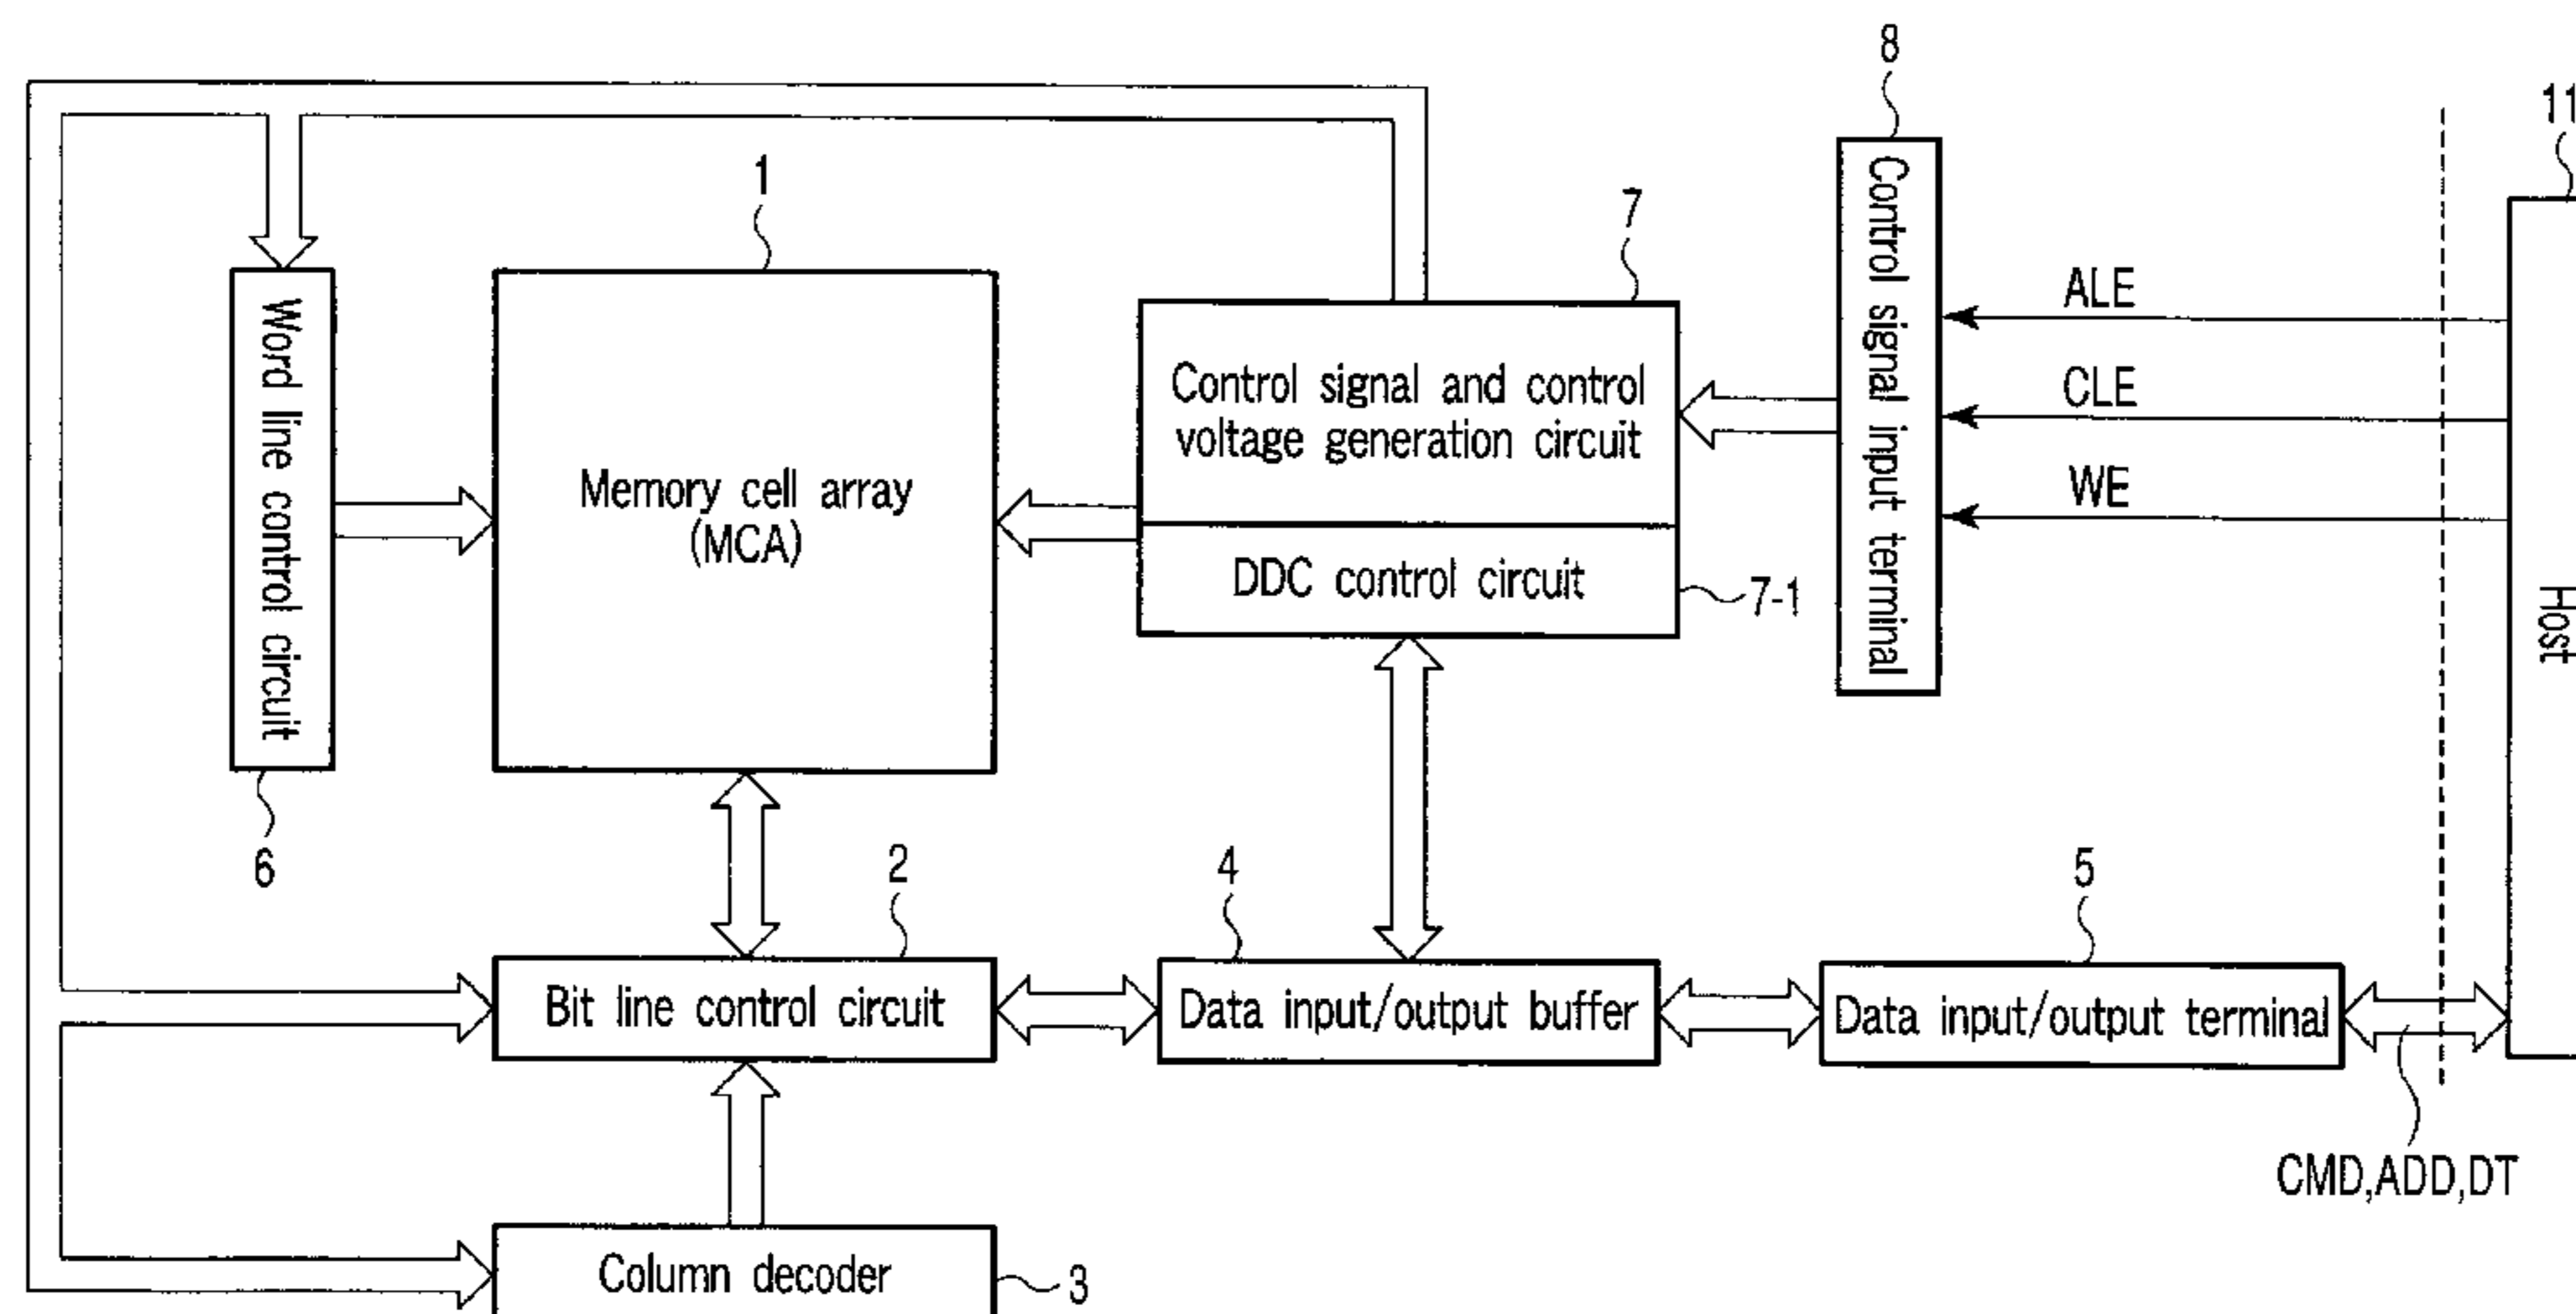 8
11
1
7
Control signal input terminal
ALE
CLE
WE
Word line control circuit
Memory cell array
(MCA)
Control signal and control
voltage generation circuit
DDC control circuit
7-1
Host
6
2
4
5
Bit line control circuit
Data input/output buffer
Data input/output terminal
CMD,ADD,DT
Column decoder
3